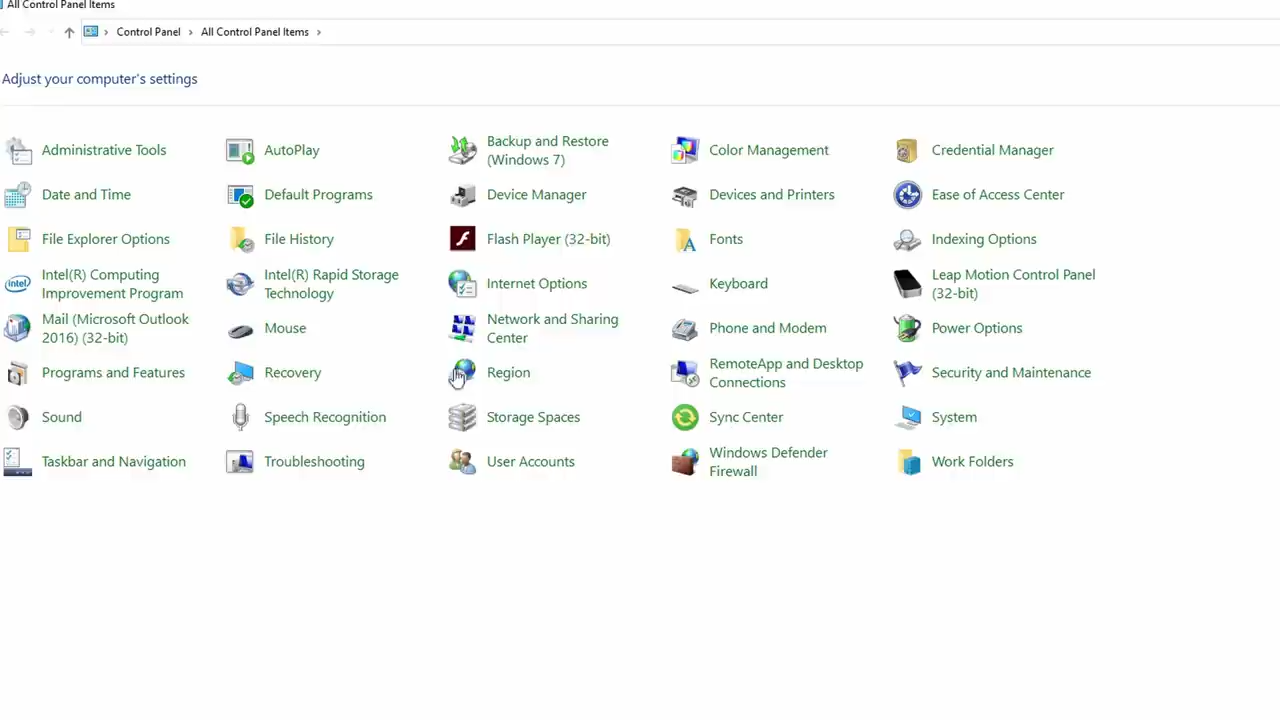 All Control Panel Items
Control Panel > All Control Panel Items >
Adjust your computer's settings
Administrative Tools
AutoPlay
Backup and Restore
(Windows 7)
Color Management
Credential Manager
Date and Time
Default Programs
Device Manager
Devices and Printers
Ease of Access Center
File Explorer Options
File History
Flash Player (32-bit)
Fonts
Indexing Options
Intel(R) Computing
Improvement Program
Intel(R) Rapid Storage
Technology
Internet Options
Keyboard
Leap Motion Control Panel
(32-bit)
Mail (Microsoft Outlook
2016) (32-bit)
Mouse
Network and Sharing
Center
Phone and Modem
Power Options
Programs and Features
Recovery
Region
RemoteApp and Desktop
Connections
Security and Maintenance
Sound
Speech Recognition
Storage Spaces
Sync Center
System
Taskbar and Navigation
Troubleshooting
User Accounts
Windows Defender
Firewall
Work Folders